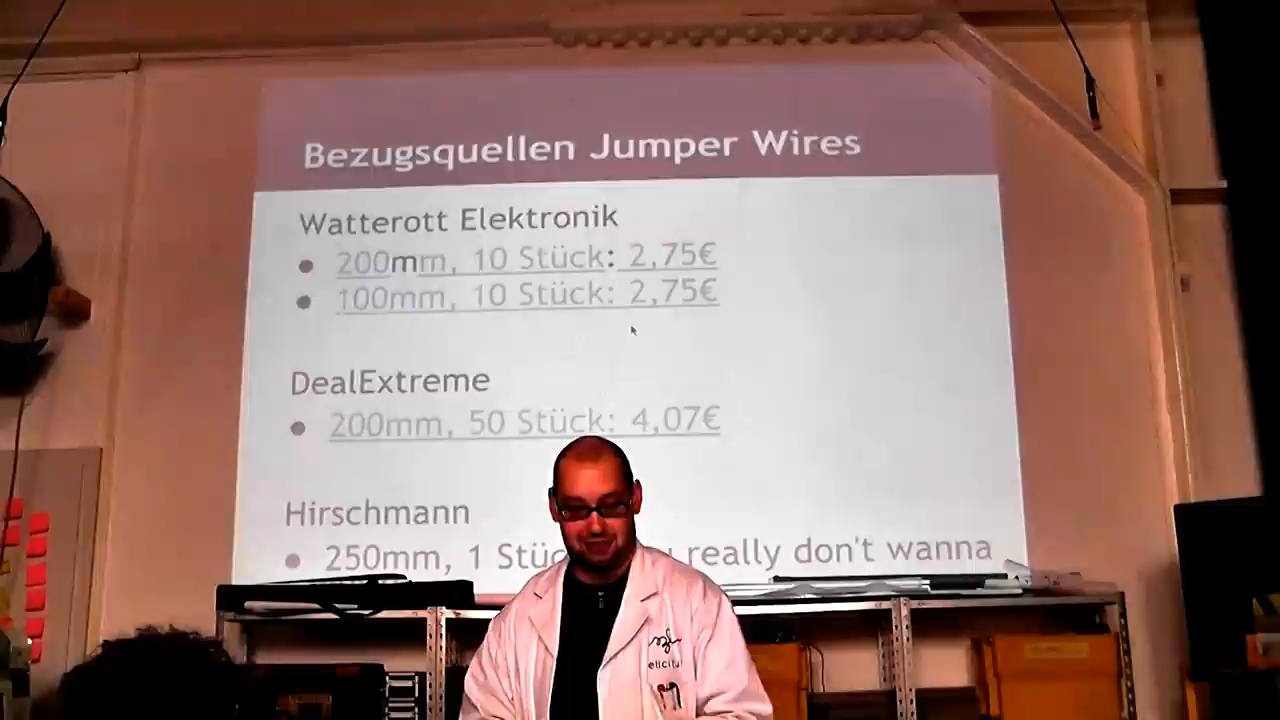 Bezugsquellen Jumper Wires
Watterott Elektronik
• 200mm, 10 Stück: 2,75€
• 100mm, 10 Stück: 2,75€
DealExtreme
• 200mm, 50 Stück: 4,07€
Hirschmann
• 250mm, 1 really don't wanna